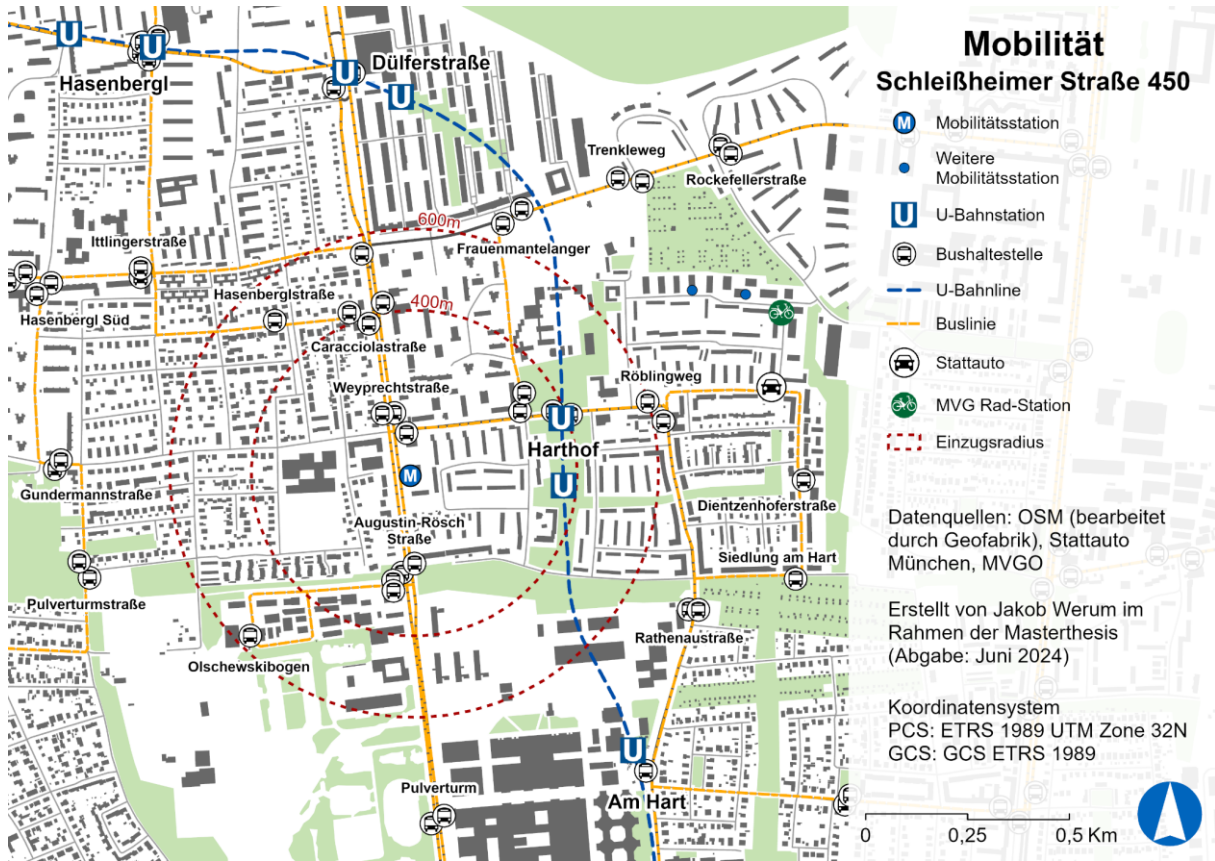 Mobilität
Schleißheimer Straße 450
M
Mobilitätsstation
Weitere
Mobilitätsstation
U
U-Bahnstation
Bushaltestelle
U-Bahnline
Buslinie
Stattauto
MVG Rad-Station
Einzugsradius
Datenquellen: OSM (bearbeitet
durch Geofabrik), Stattauto
München, MVGO
Erstellt von Jakob Werum im
Rahmen der Masterthesis
(Abgabe: Juni 2024)
Koordinatensystem
PCS: ETRS 1989 UTM Zone 32N
GCS: GCS ETRS 1989
0
0,25
0,5 Km
U
U
Hasenbergl
U
Dülferstraße
U
Trenkleweg
Rockefellerstraße
600m
Frauenmantelanger
Ittlingerstraße
Hasenberglstraße
400m
Hasenbergl Süd
Caracciolastraße
Weyprechtstraße
Röblingweg
U
Harthof
M
U
Gundermannstraße
Augustin-Rösch
Straße
Dientzenhoferstraße
Siedlung am Hart
Pulverturmstraße
Rathenaustraße
Olschewskibogen
U
Am Hart
Pulverturm